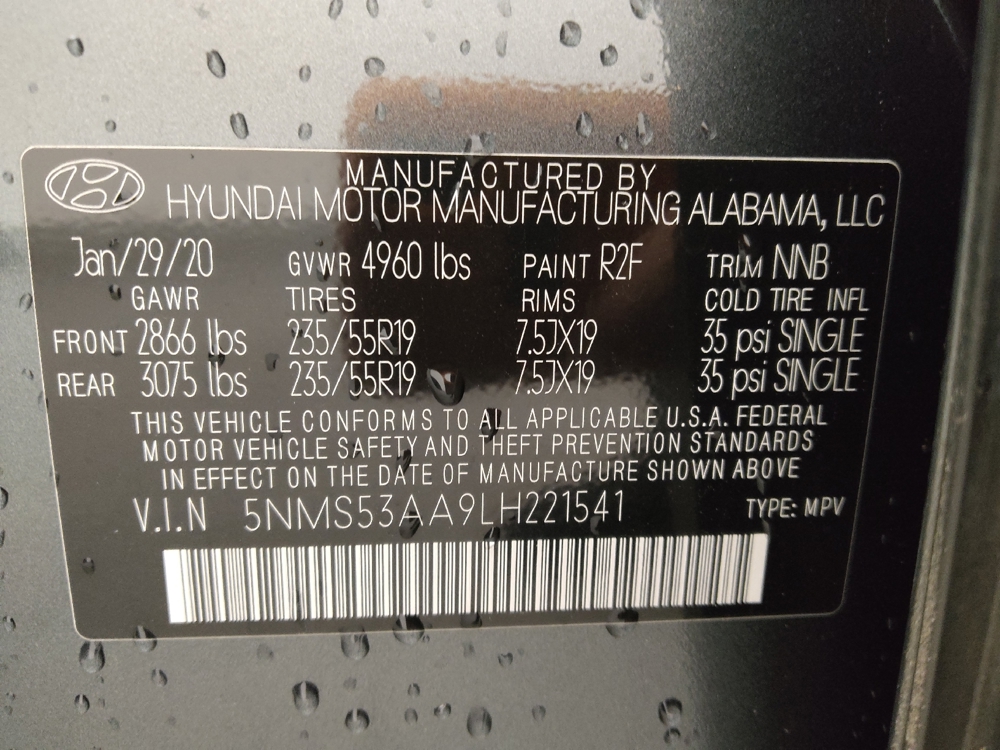 MANUFACTURED BY
HYUNDAI MOTOR MANUFACTURING ALABAMA, LLC
Jan/29/20 GVWR 4960 lbs PAINT R2F TRIM NNB
GAWR TIRES RIMS COLD TIRE INFL
FRONT 2866 lbs 235/55R19 7.5JX19 35 psi SINGLE
REAR 3075 lbs 235/55R19 7.5JX19 35 psi SINGLE
THIS VEHICLE CONFORMS TO ALL APPLICABLE U.S.A. FEDERAL
MOTOR VEHICLE SAFETY AND THEFT PREVENTION STANDARDS
IN EFFECT ON THE DATE OF MANUFACTURE SHOWN ABOVE
V.I.N 5NMS53AA9LH221541 TYPE: MPV